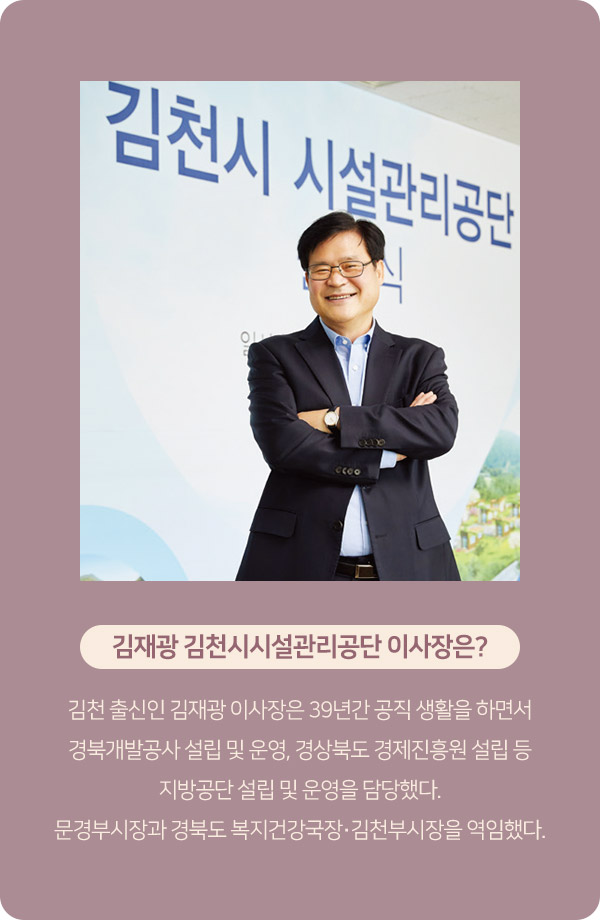 김천시 시설관리공단
식
김재광 김천시시설관리공단 이사장은?
김천 출신인 김재광 이사장은 39년간 공직 생활을 하면서
경북개발공사 설립 및 운영, 경상북도 경제진흥원 설립 등
지방공단 설립 및 운영을 담당했다.
문경부시장과 경북도 복지건강국장·김천부시장을 역임했다.